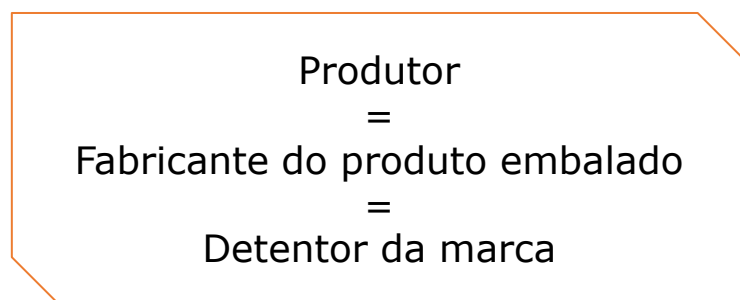 Produtor
=
Fabricante do produto embalado
=
Detentor da marca